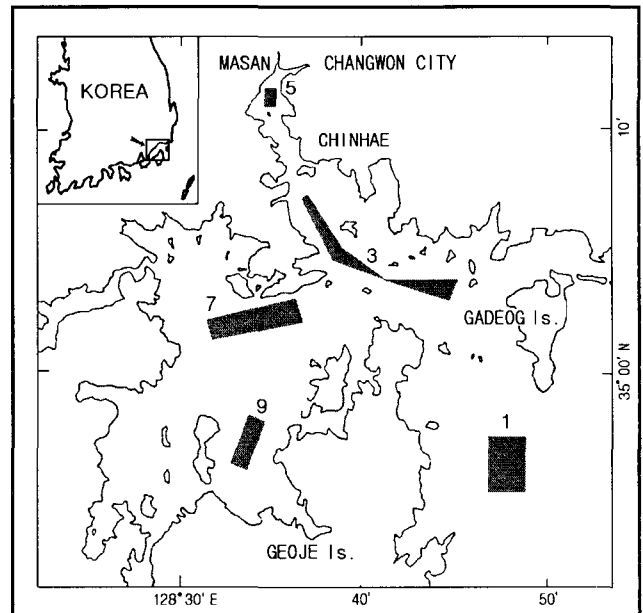 MASAN CHANGWON CITY
KOREA
5
10'
CHINHAE
3
7
GADEOG Is.
35° 00' N
9
1
GEOJE Is.
128° 30' E 40' 50'